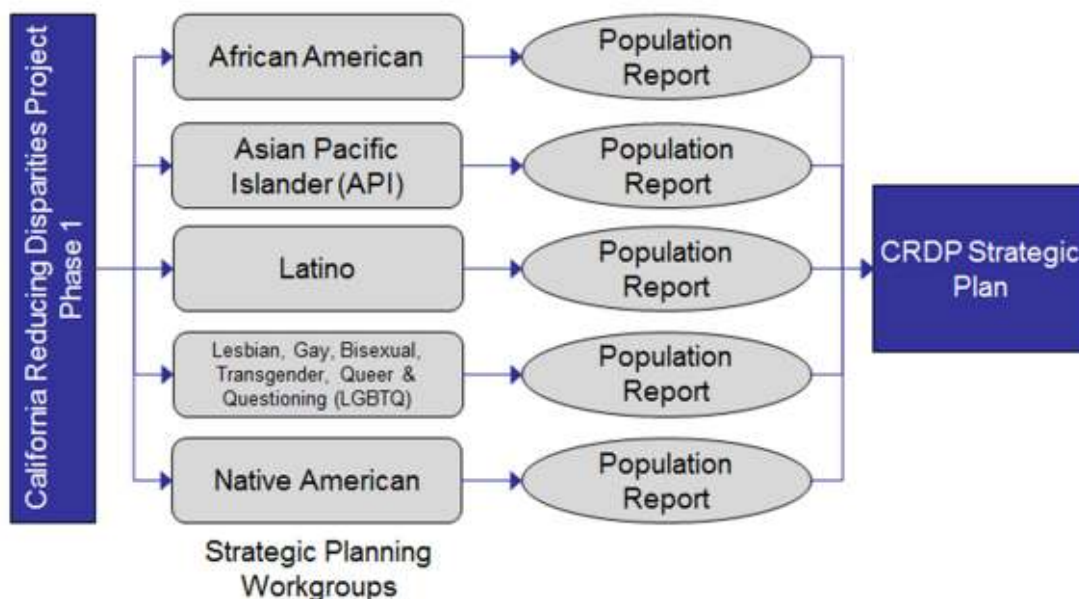 California Reducing Disparities Project
Phase 1
African American
Population
Report
Asian Pacific
Islander (API)
Population
Report
Latino
Population
Report
Lesbian, Gay, Bisexual,
Transgender, Queer &
Questioning (LGBTQ)
Population
Report
Native American
Population
Report
CRDP Strategic
Plan
Strategic Planning
Workgroups